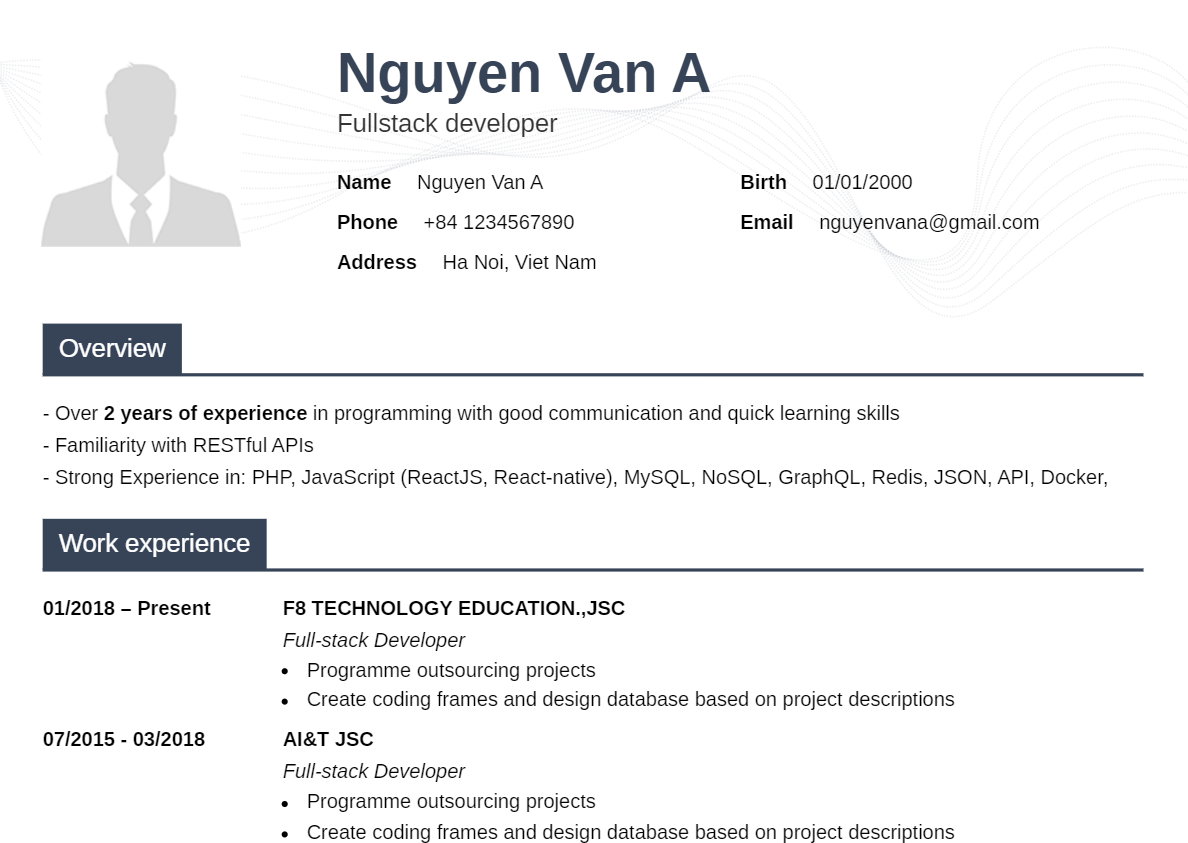 Nguyen Van A
Fullstack developer
Name Nguyen Van A Birth 01/01/2000
Phone +84 1234567890 Email nguyenvana@gmail.com
Address Ha Noi, Viet Nam
Overview
- Over 2 years of experience in programming with good communication and quick learning skills
- Familiarity with RESTful APIs
- Strong Experience in: PHP, JavaScript (ReactJS, React-native), MySQL, NoSQL, GraphQL, Redis, JSON, API, Docker,
Work experience
01/2018 – Present F8 TECHNOLOGY EDUCATION.,JSC
Full-stack Developer
• Programme outsourcing projects
• Create coding frames and design database based on project descriptions
07/2015 - 03/2018 AI&T JSC
Full-stack Developer
• Programme outsourcing projects
• Create coding frames and design database based on project descriptions